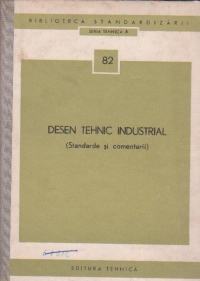 BIBLIOTECA STANDARDIZĂRII
SERIA TEHNICĂ A
82
DESEN TEHNIC INDUSTRIAL
(Standarde și comentarii)
EDITURA TEHNICĂ